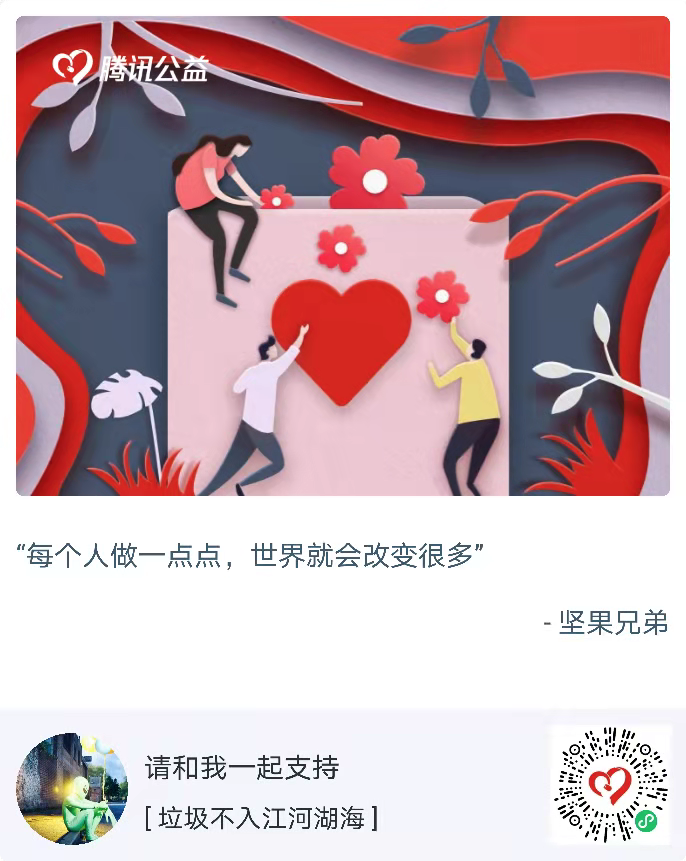 腾讯公益
“每个人做一点点，世界就会改变很多”
- 坚果兄弟
请和我一起支持
[ 垃圾不入江河湖海 ]